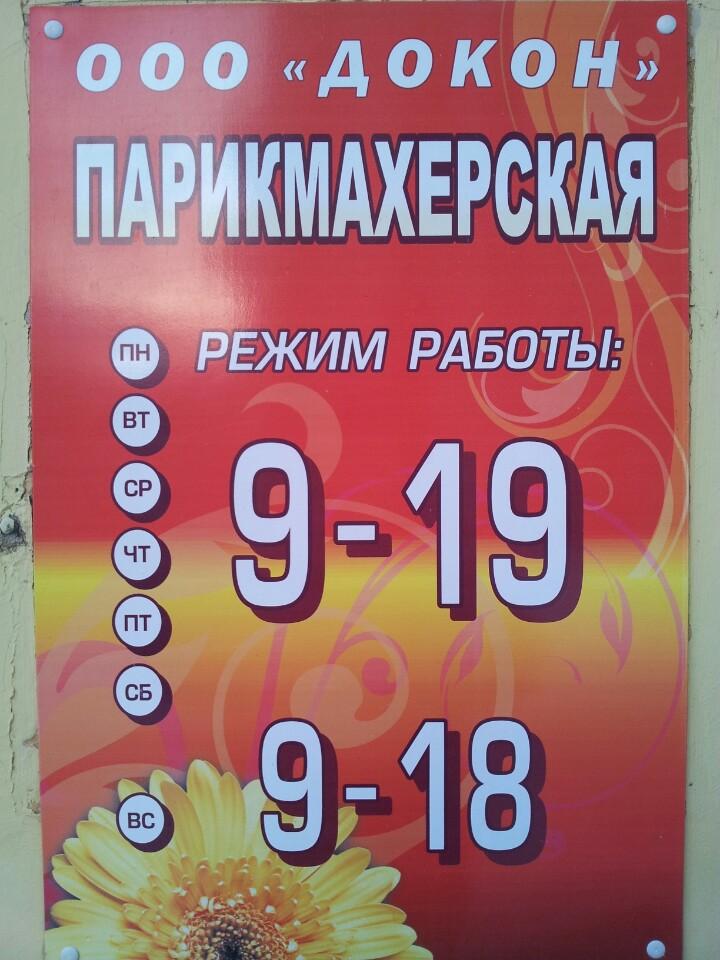 ООО «ДОКОН»
ПАРИКМАХЕРСКАЯ
РЕЖИМ РАБОТЫ:
ПН
ВТ
СР
ЧТ
ПТ
СБ
9-19
ВС
9-18